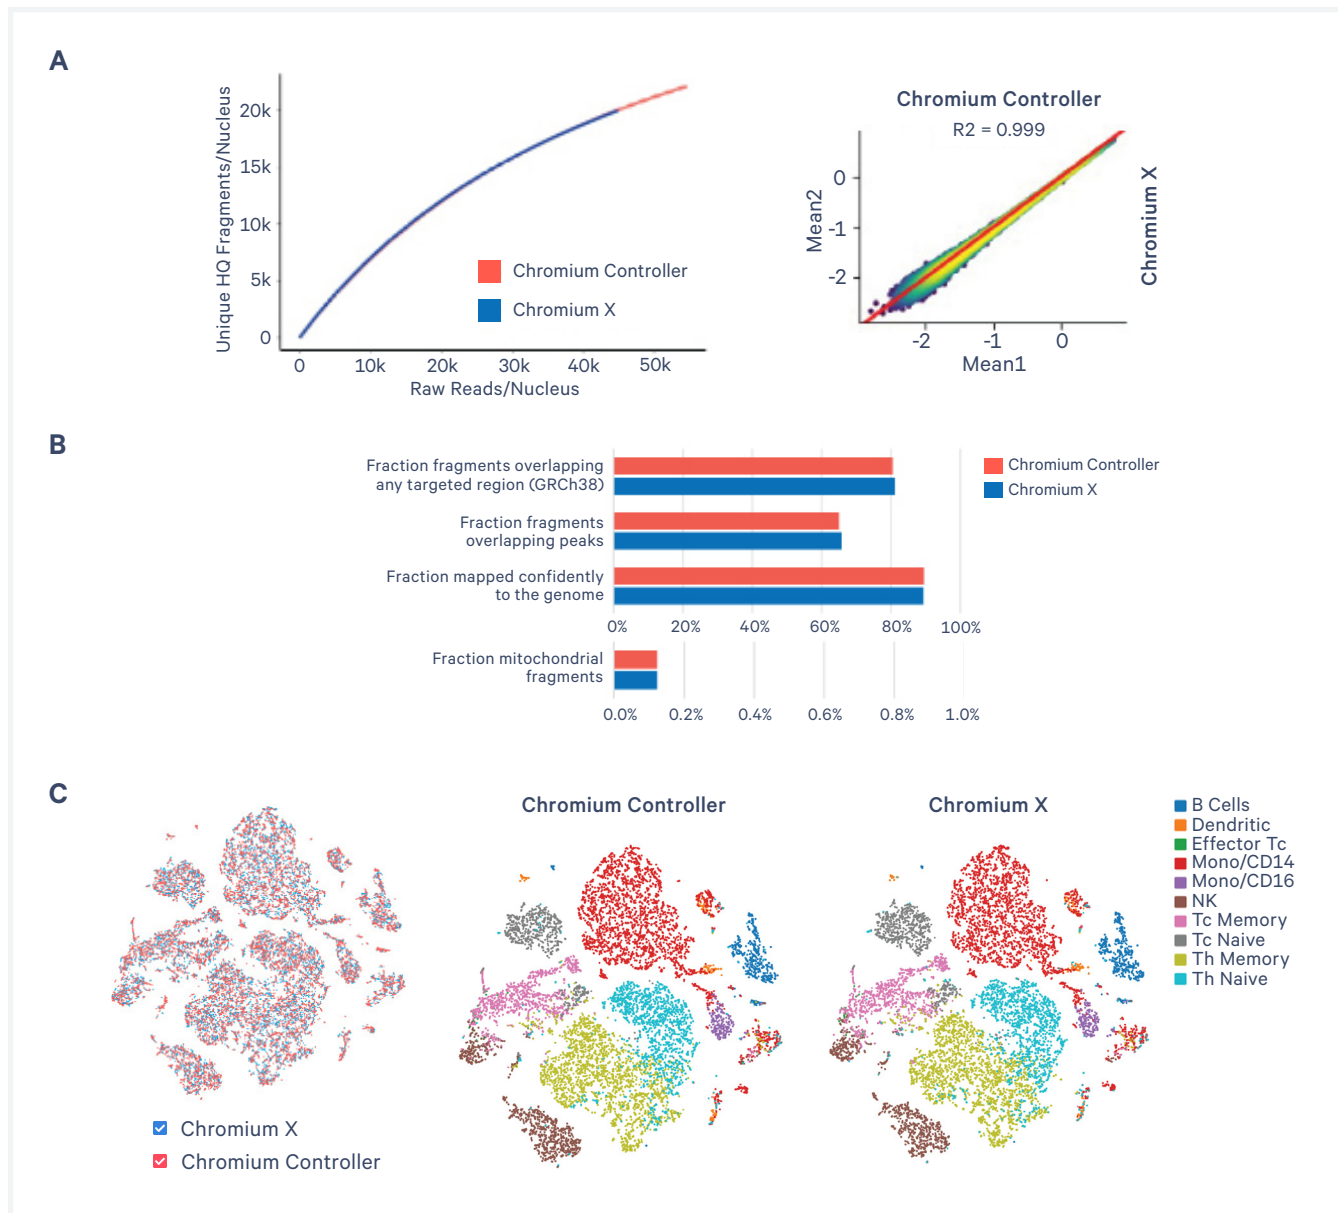 A
Unique HQ Fragments/Nucleus
20k
15k
10k
5k
0
0 10k 20k 30k 40k 50k
Raw Reads/Nucleus
Chromium Controller
Chromium X
Chromium Controller
R2 = 0.999
Mean2
0
-1
-2
-2 -1 0
Mean1
Chromium X
B
Fraction fragments overlapping
any targeted region (GRCh38)
Fraction fragments
overlapping peaks
Fraction mapped confidently
to the genome
0% 20% 40% 60% 80% 100%
Fraction mitochondrial
fragments
0.0% 0.2% 0.4% 0.6% 0.8% 1.0%
Chromium Controller
Chromium X
C
Chromium X
Chromium Controller
Chromium Controller
Chromium X
B Cells
Dendritic
Effector Tc
Mono/CD14
Mono/CD16
NK
Tc Memory
Tc Naive
Th Memory
Th Naive